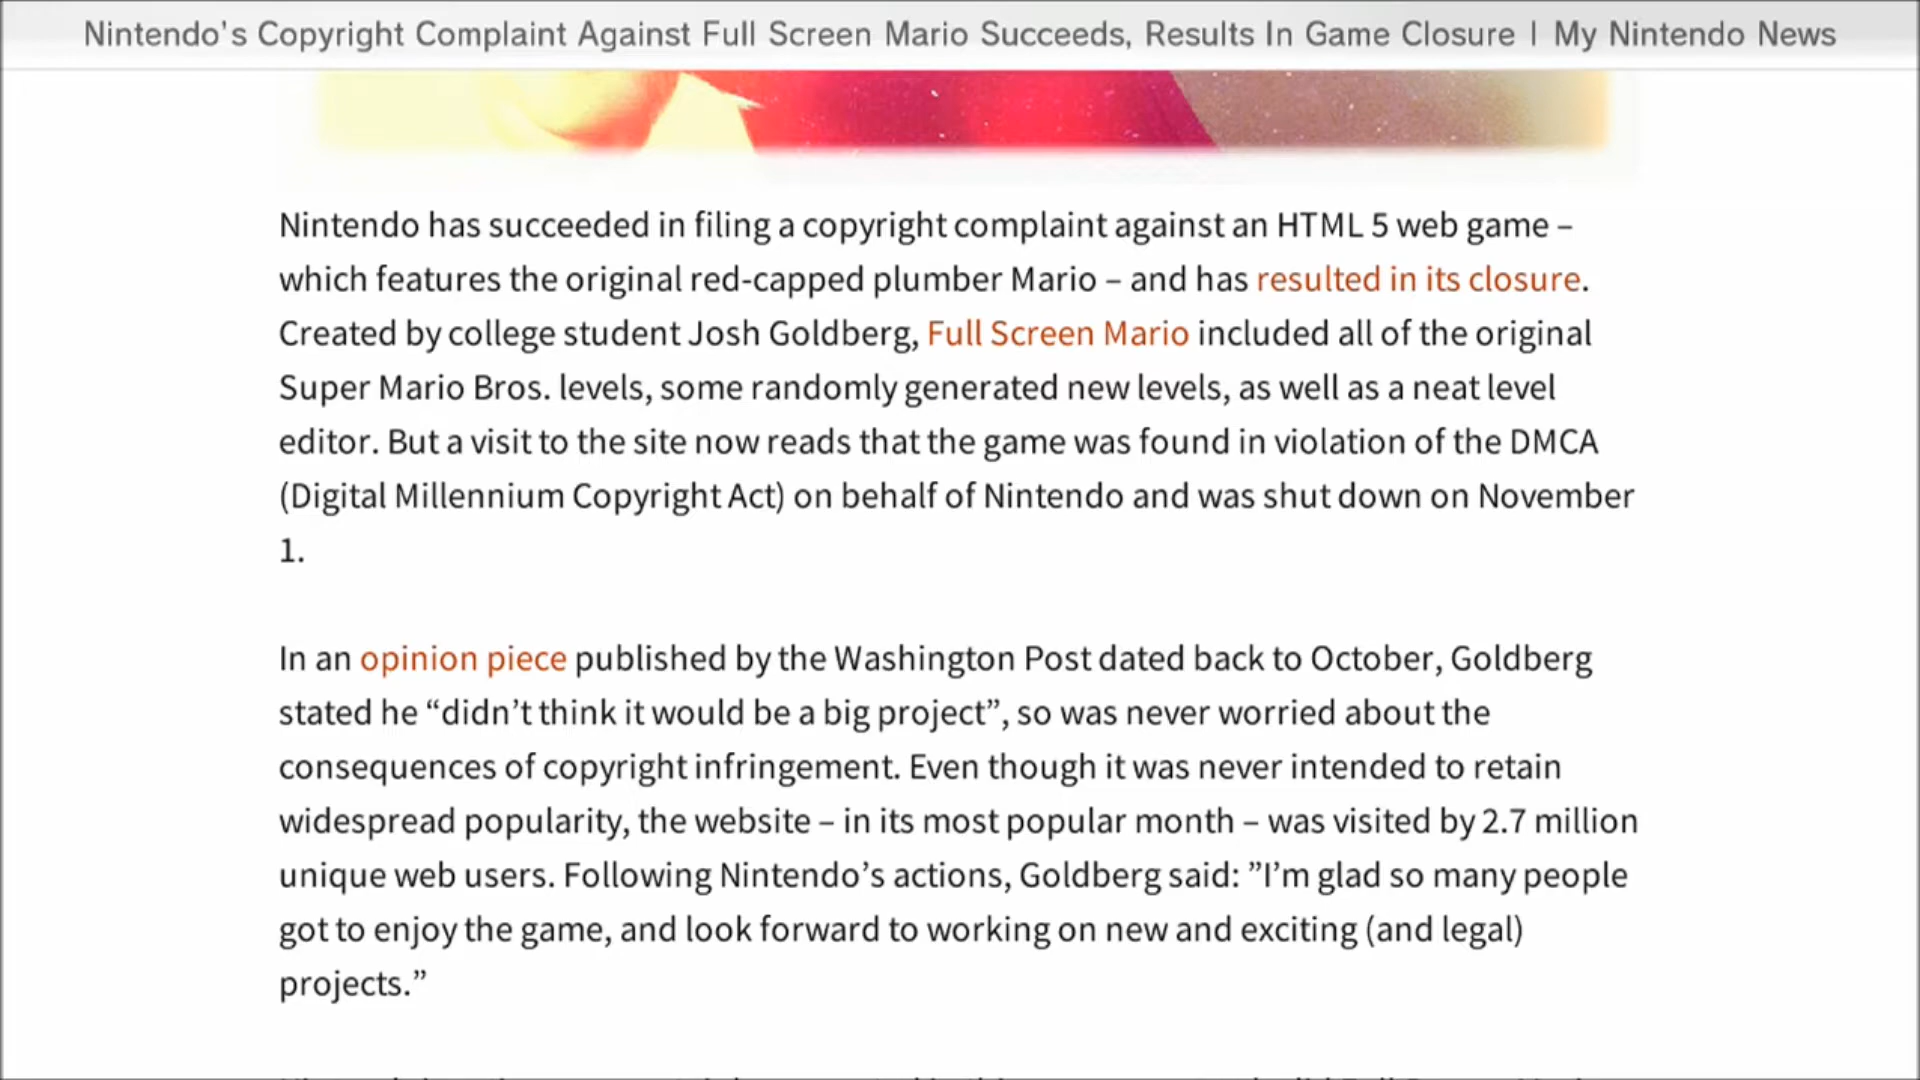 Nintendo's Copyright Complaint Against Full Screen Mario Succeeds, Results In Game Closure | My Nintendo News
Nintendo has succeeded in filing a copyright complaint against an HTML 5 web game –
which features the original red-capped plumber Mario – and has resulted in its closure.
Created by college student Josh Goldberg, Full Screen Mario included all of the original
Super Mario Bros. levels, some randomly generated new levels, as well as a neat level
editor. But a visit to the site now reads that the game was found in violation of the DMCA
(Digital Millennium Copyright Act) on behalf of Nintendo and was shut down on November
1.
In an opinion piece published by the Washington Post dated back to October, Goldberg
stated he “didn’t think it would be a big project”, so was never worried about the
consequences of copyright infringement. Even though it was never intended to retain
widespread popularity, the website – in its most popular month – was visited by 2.7 million
unique web users. Following Nintendo’s actions, Goldberg said: ”I’m glad so many people
got to enjoy the game, and look forward to working on new and exciting (and legal)
projects.”